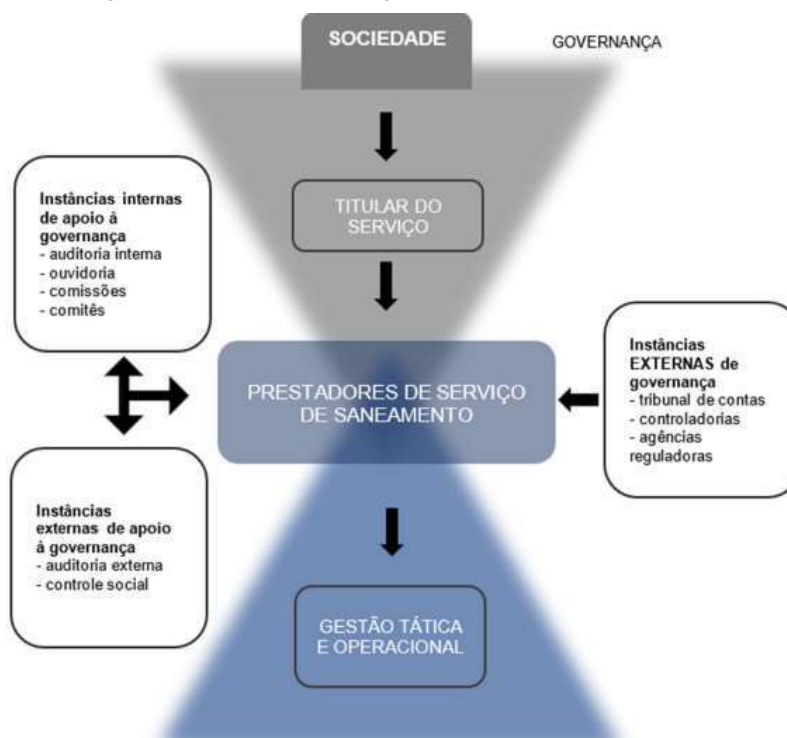 SOCIEDADE
GOVERNANÇA
TITULAR DO
SERVIÇO
Instâncias internas
de apoio à
governança
- auditoria interna
- ouvidoria
- comissões
- comitês
PRESTADORES DE SERVIÇO
DE SANEAMENTO
Instâncias
EXTERNAS de
governança
- tribunal de contas
- controladorias
- agências
reguladoras
Instâncias
externas de apoio
à governança
- auditoria externa
- controle social
GESTÃO TÁTICA
E OPERACIONAL